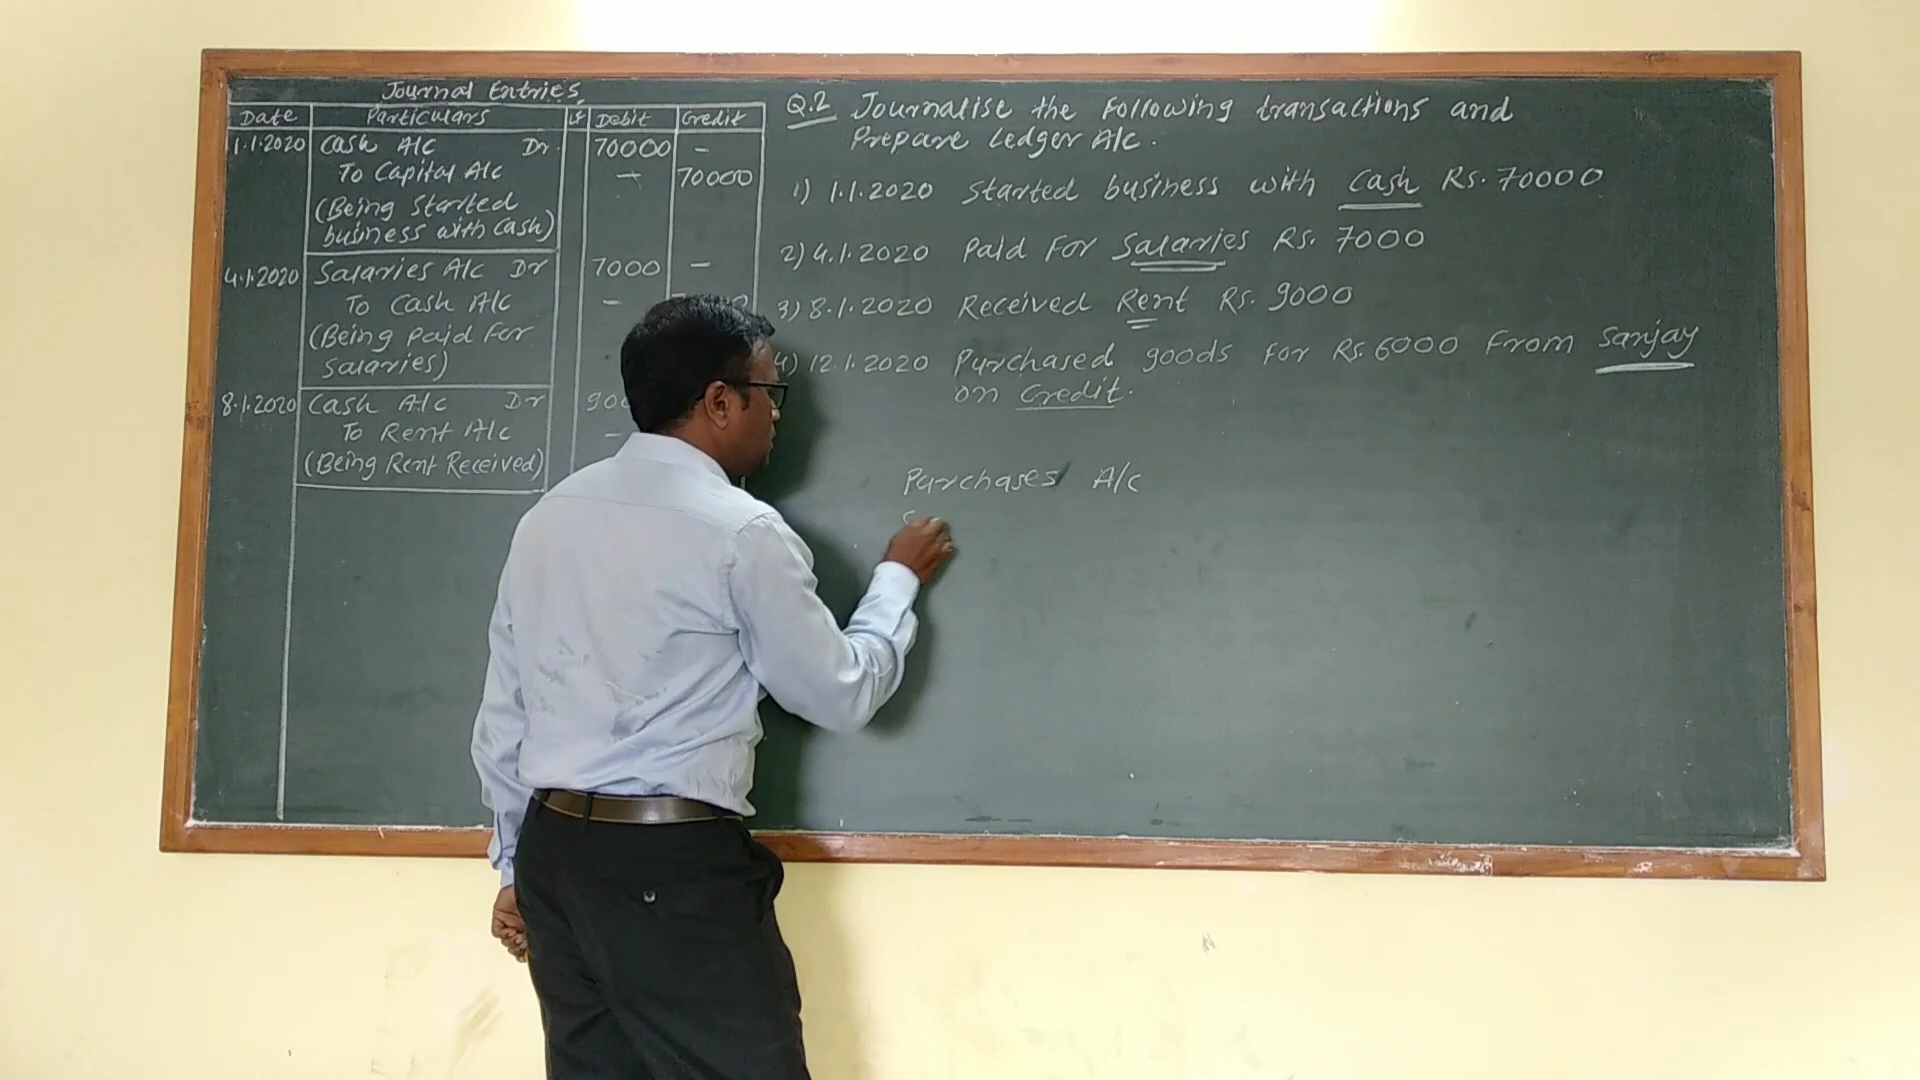 Journal Entries
Date Particulars Lf Debit Credit
1.1.2020 Cash A/c Dr. 70000 -
To Capital A/c - 70000
(Being Started
business with Cash)
4.1.2020 Salaries A/c Dr 7000 -
To Cash A/c -
(Being Paid For
Salaries)
8.1.2020 Cash A/c Dr
To Rent A/c -
(Being Rent Received)
Q.2 Journalise the Following transactions and
Prepare Ledger A/c.
1) 1.1.2020 Started business with Cash Rs. 70000
2) 4.1.2020 Paid For Salaries Rs. 7000
3) 8.1.2020 Received Rent Rs. 9000
4) 12.1.2020 Purchased goods For Rs. 6000 From Sanjay
on Credit.
Purchases A/c